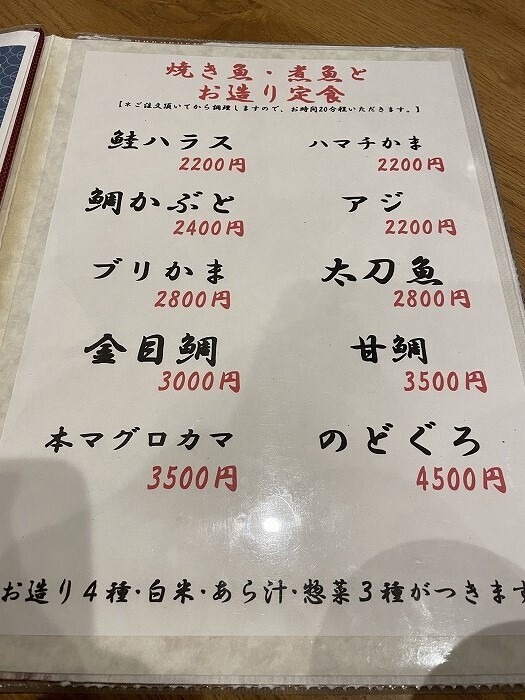 焼き魚・煮魚と
お造り定食
【＊ご注文頂いてから調理しますので、お時間20分程いただきます。】
鮭ハラス ハマチかま
2200円 2200円
鯛かぶと アジ
2400円 2200円
ブリかま 太刀魚
2800円 2800円
金目鯛 甘鯛
3000円 3500円
本マグロカマ のどぐろ
3500円 4500円
お造り4種・白米・あら汁・惣菜3種がつきます